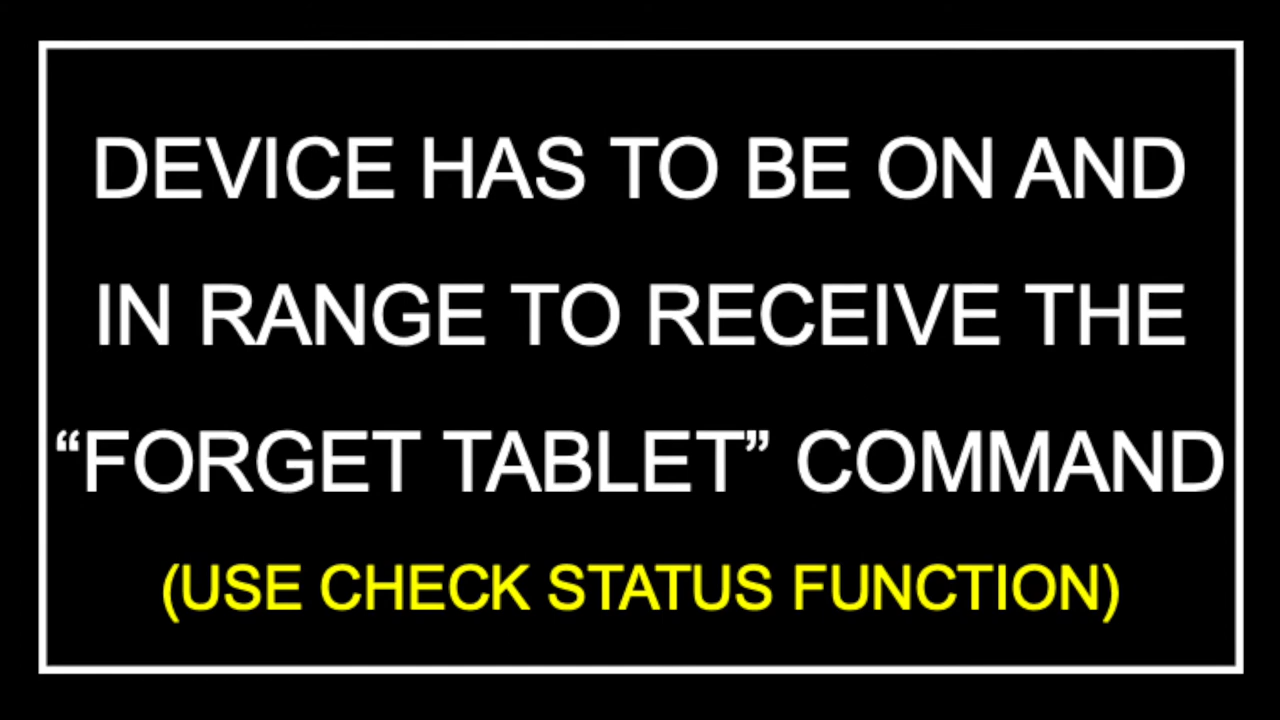 DEVICE HAS TO BE ON AND
IN RANGE TO RECEIVE THE
“FORGET TABLET” COMMAND
(USE CHECK STATUS FUNCTION)